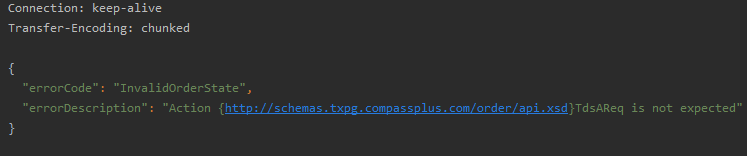 Connection: keep-alive
Transfer-Encoding: chunked
{
"errorCode": "InvalidOrderState",
"errorDescription": "Action {http://schemas.txpg.compassplus.com/order/api.xsd}TdsAReq is not expected"
}